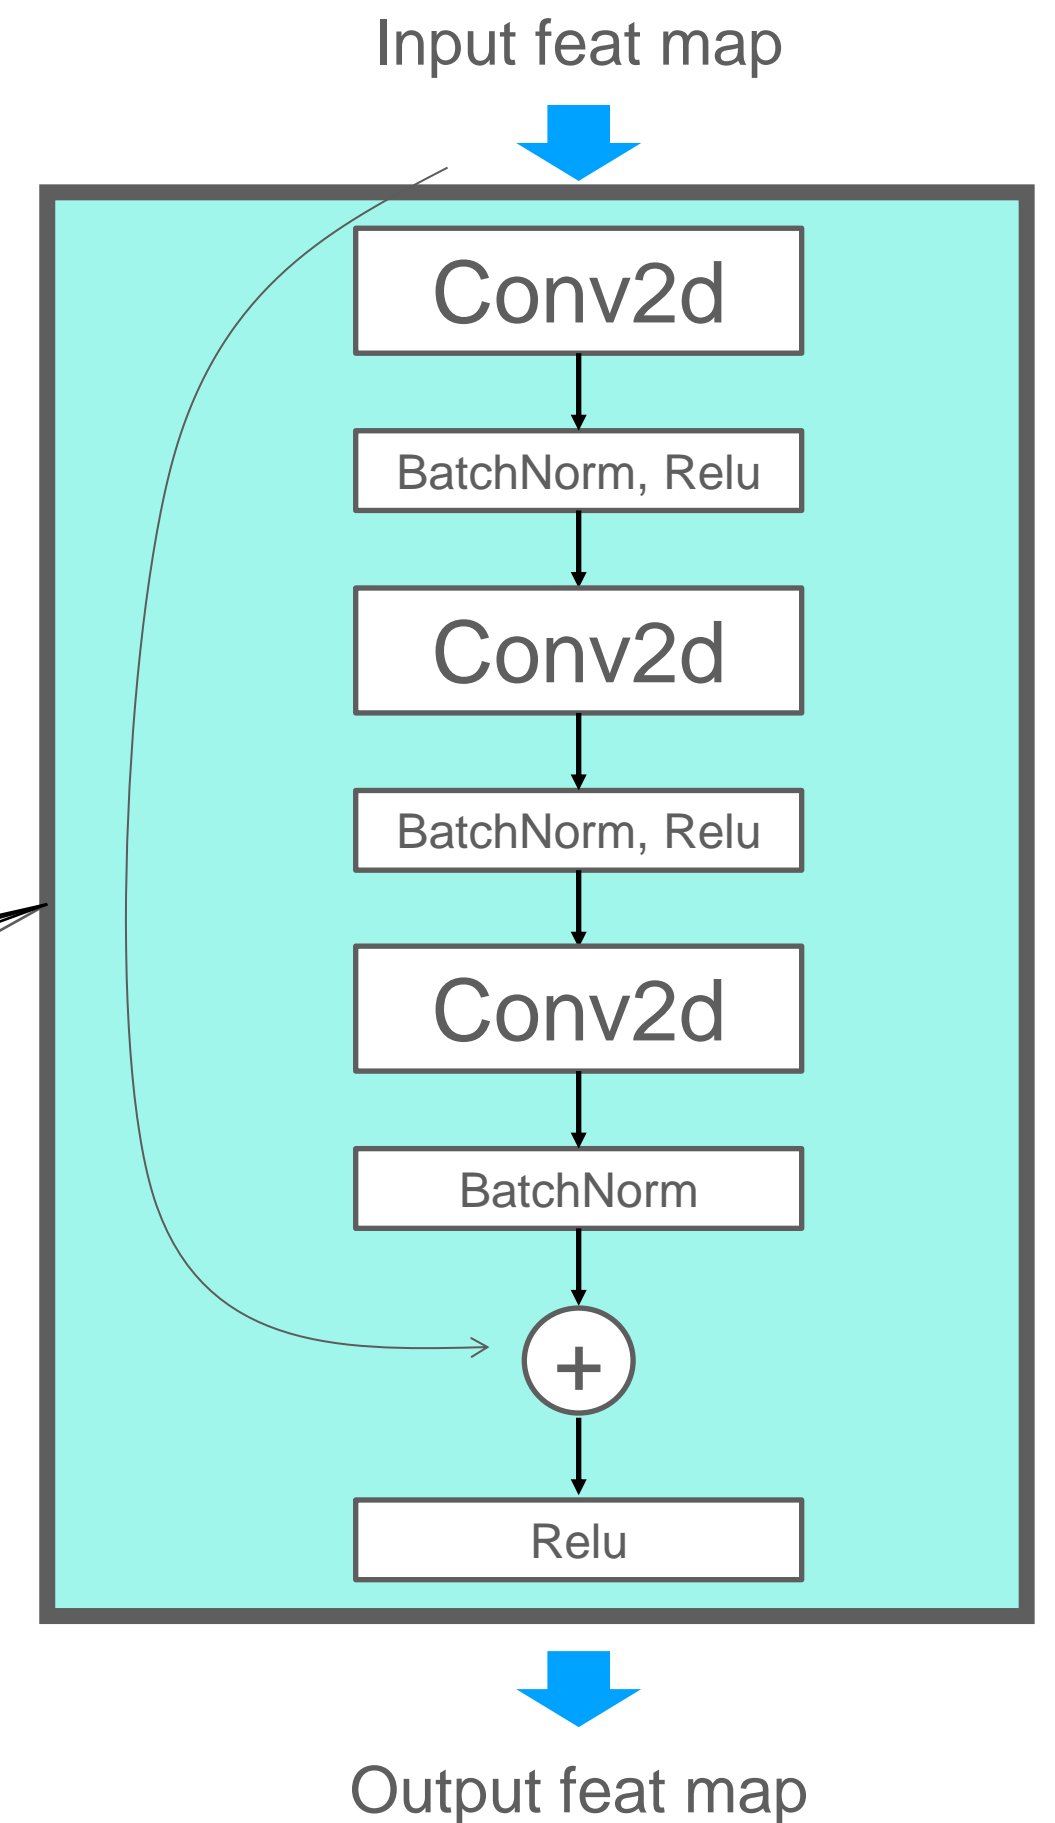 Input feat map
Conv2d
BatchNorm, Relu
Conv2d
BatchNorm, Relu
Conv2d
BatchNorm
+
Relu
Output feat map